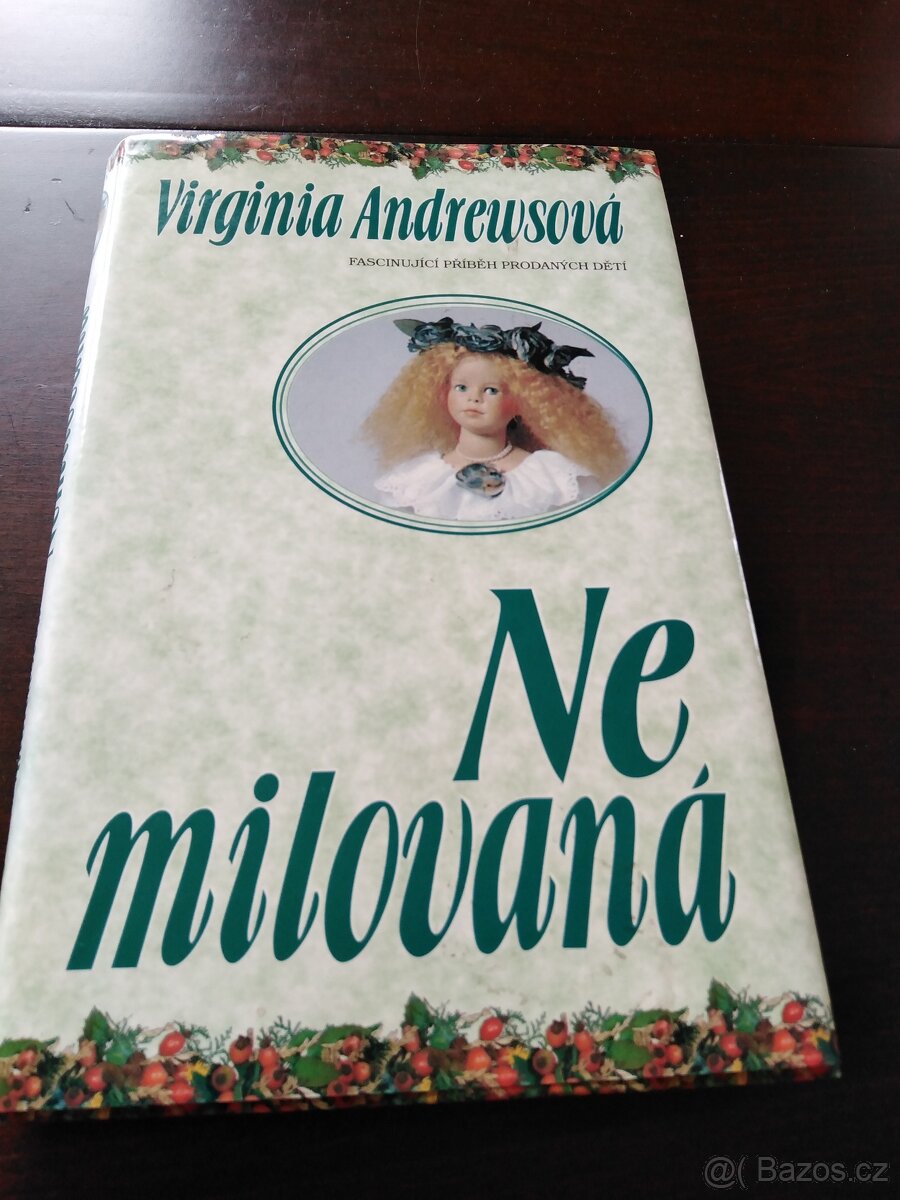 Virginia Andrewsová
FASCINUJÍCÍ PŘÍBĚH PRODANÝCH DĚTÍ
Ne
milovaná
@( Bazos.cz